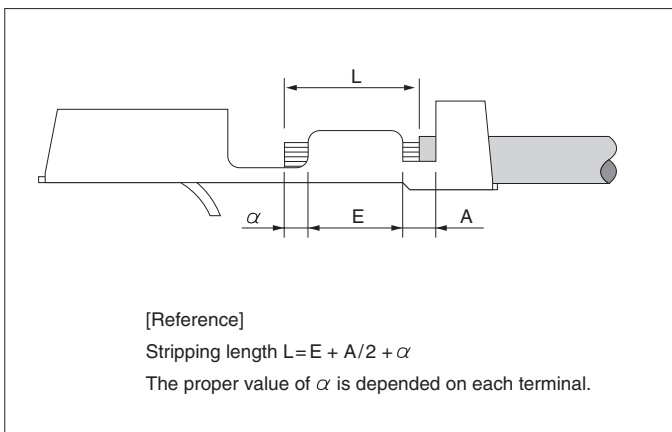 L
α E A
[Reference]
Stripping length L=E + A/2 + α
The proper value of α is depended on each terminal.